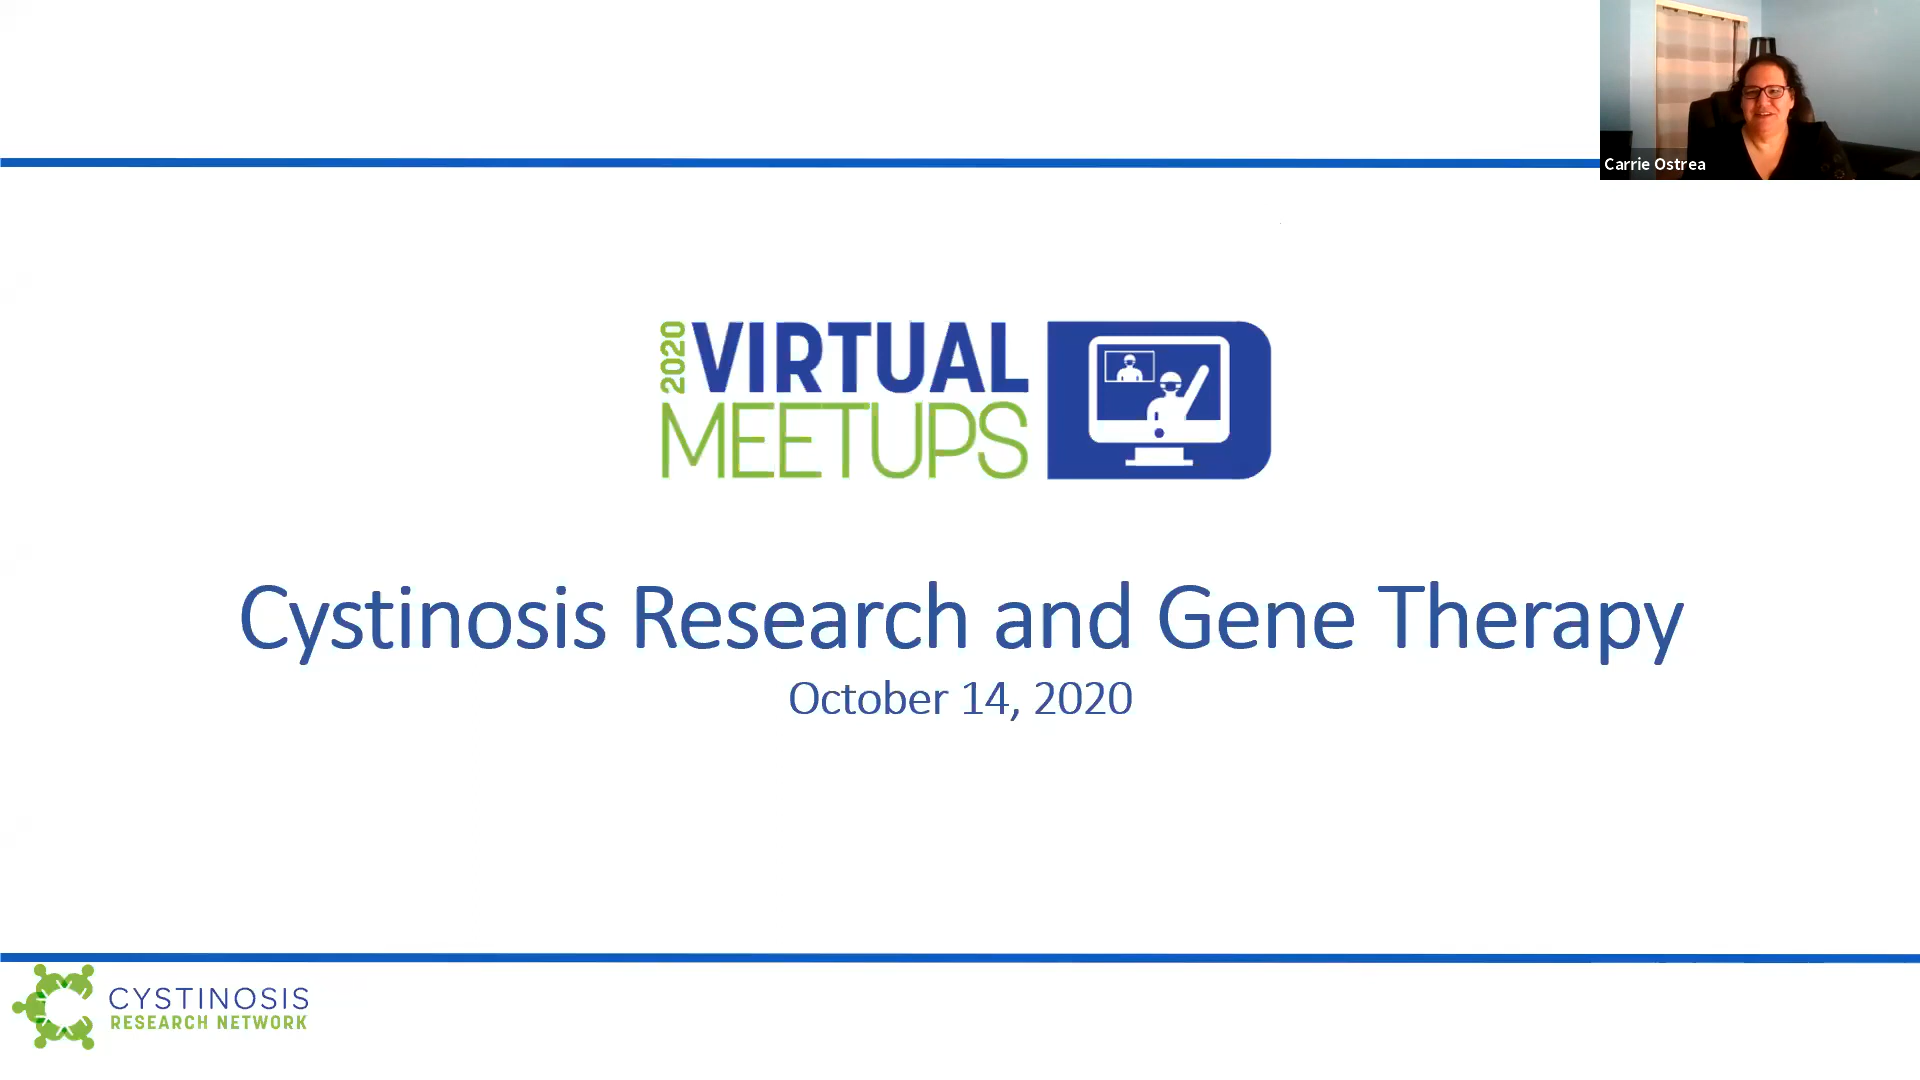 Carrie Ostrea
2020
VIRTUAL
MEETUPS
Cystinosis Research and Gene Therapy
October 14, 2020
CYSTINOSIS
RESEARCH NETWORK